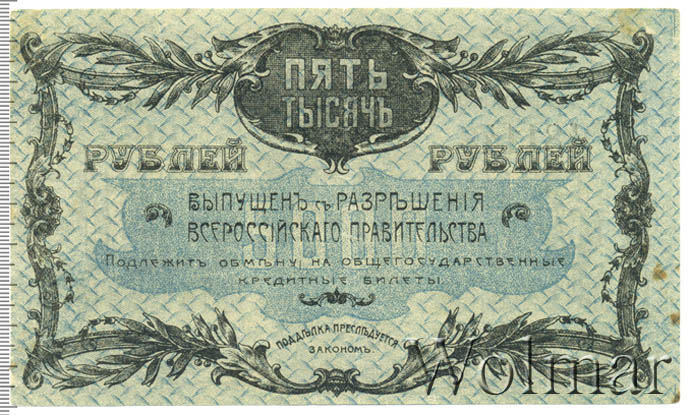 ПЯТЬ
ТЫСЯЧЪ
РУБЛЕЙ РУБЛЕЙ
ВЫПУЩЕНЪ съ РАЗРѢШЕНІЯ
ВСЕРОССІЙСКАГО ПРАВИТЕЛЬСТВА
ПОДЛЕЖИТЪ ОБМѢНУ НА ОБЩЕГОСУДАРСТВЕННЫЕ
КРЕДИТНЫЕ БИЛЕТЫ.
ПОДДѢЛКА ПРЕСЛѢДУЕТСЯ
ЗАКОНОМЪ.
Wolmar